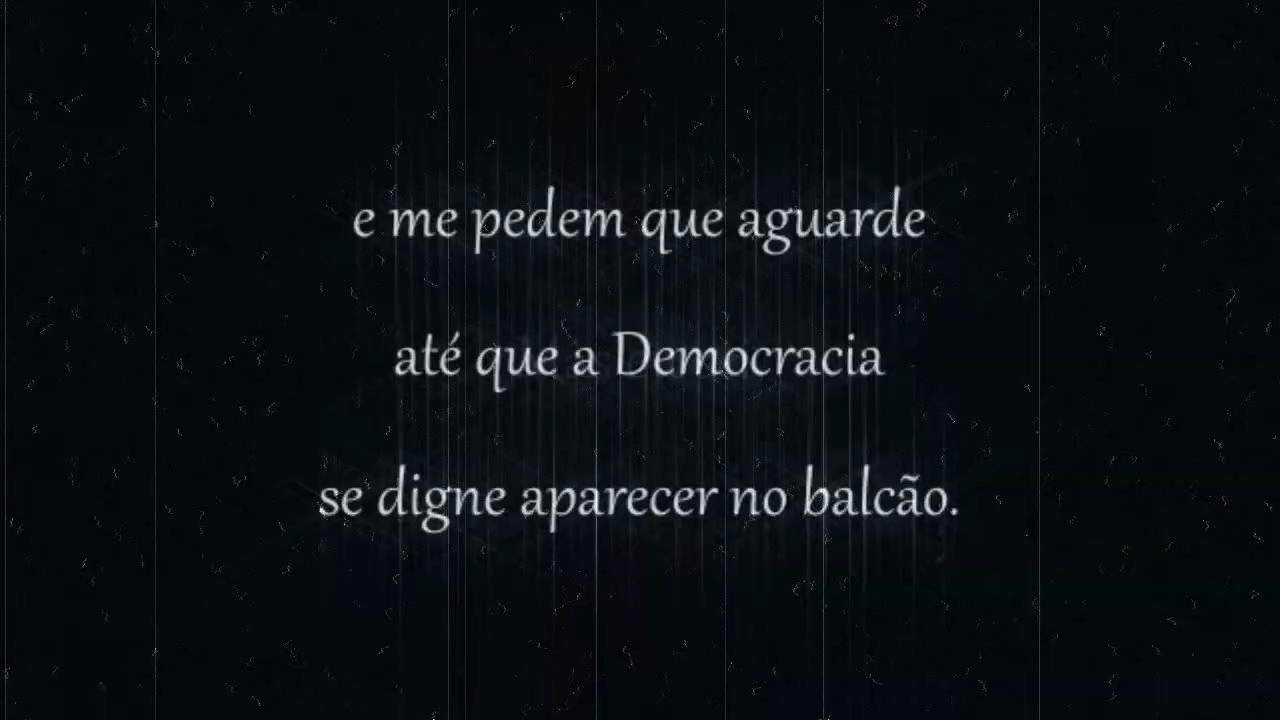 e me pedem que aguarde
até que a Democracia
se digne aparecer no balcão.